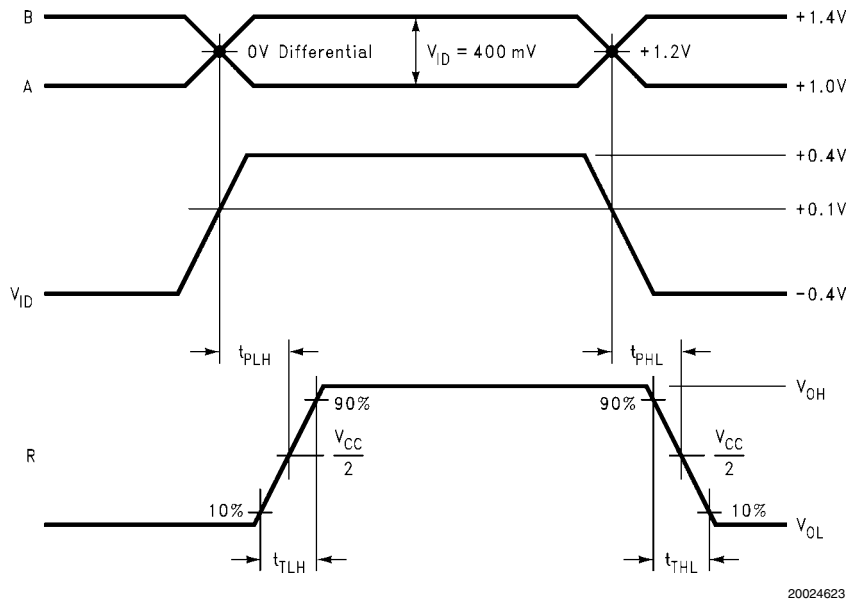 B
+1.4V
0V Differential
V_ID = 400 mV
+1.2V
A
+1.0V
+0.4V
+0.1V
V_ID
-0.4V
t_PLH
t_PHL
V_OH
90%
90%
R
V_CC
2
V_CC
2
10%
10%
V_OL
t_TLH
t_THL
20024623